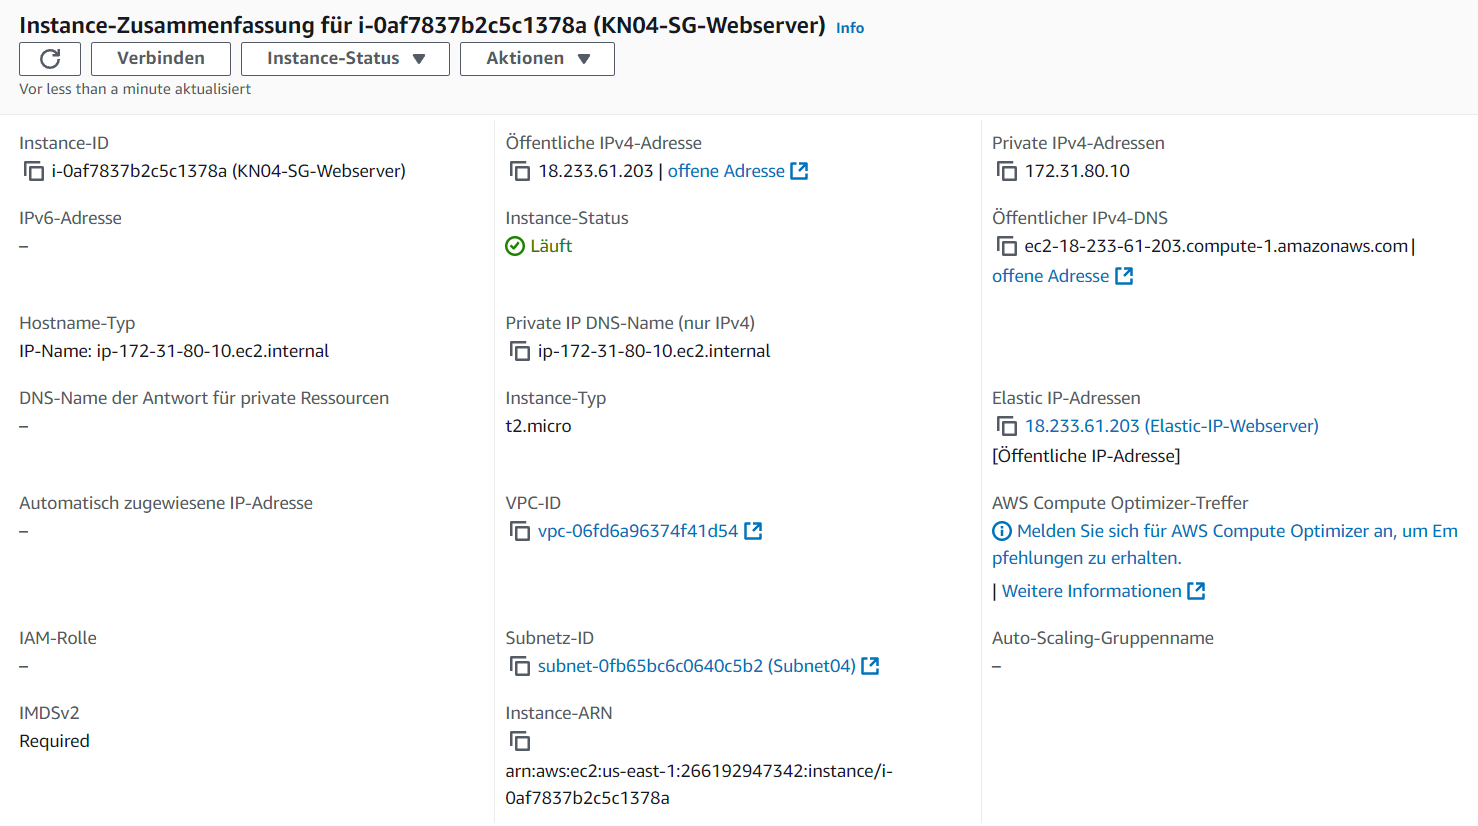 Instance-Zusammenfassung für i-0af7837b2c5c1378a (KN04-SG-Webserver) Info
Verbinden
Instance-Status
Aktionen
Vor less than a minute aktualisiert
Instance-ID
i-0af7837b2c5c1378a (KN04-SG-Webserver)
Öffentliche IPv4-Adresse
18.233.61.203 | offene Adresse
Private IPv4-Adressen
172.31.80.10
IPv6-Adresse
–
Instance-Status
Läuft
Öffentlicher IPv4-DNS
ec2-18-233-61-203.compute-1.amazonaws.com |
offene Adresse
Hostname-Typ
IP-Name: ip-172-31-80-10.ec2.internal
Private IP DNS-Name (nur IPv4)
ip-172-31-80-10.ec2.internal
DNS-Name der Antwort für private Ressourcen
–
Instance-Typ
t2.micro
Elastic IP-Adressen
18.233.61.203 (Elastic-IP-Webserver)
[Öffentliche IP-Adresse]
Automatisch zugewiesene IP-Adresse
–
VPC-ID
vpc-06fd6a96374f41d54
AWS Compute Optimizer-Treffer
Melden Sie sich für AWS Compute Optimizer an, um Em
pfehlungen zu erhalten.
| Weitere Informationen
IAM-Rolle
–
Subnetz-ID
subnet-0fb65bc6c0640c5b2 (Subnet04)
Auto-Scaling-Gruppenname
–
IMDSv2
Required
Instance-ARN
arn:aws:ec2:us-east-1:266192947342:instance/i-
0af7837b2c5c1378a